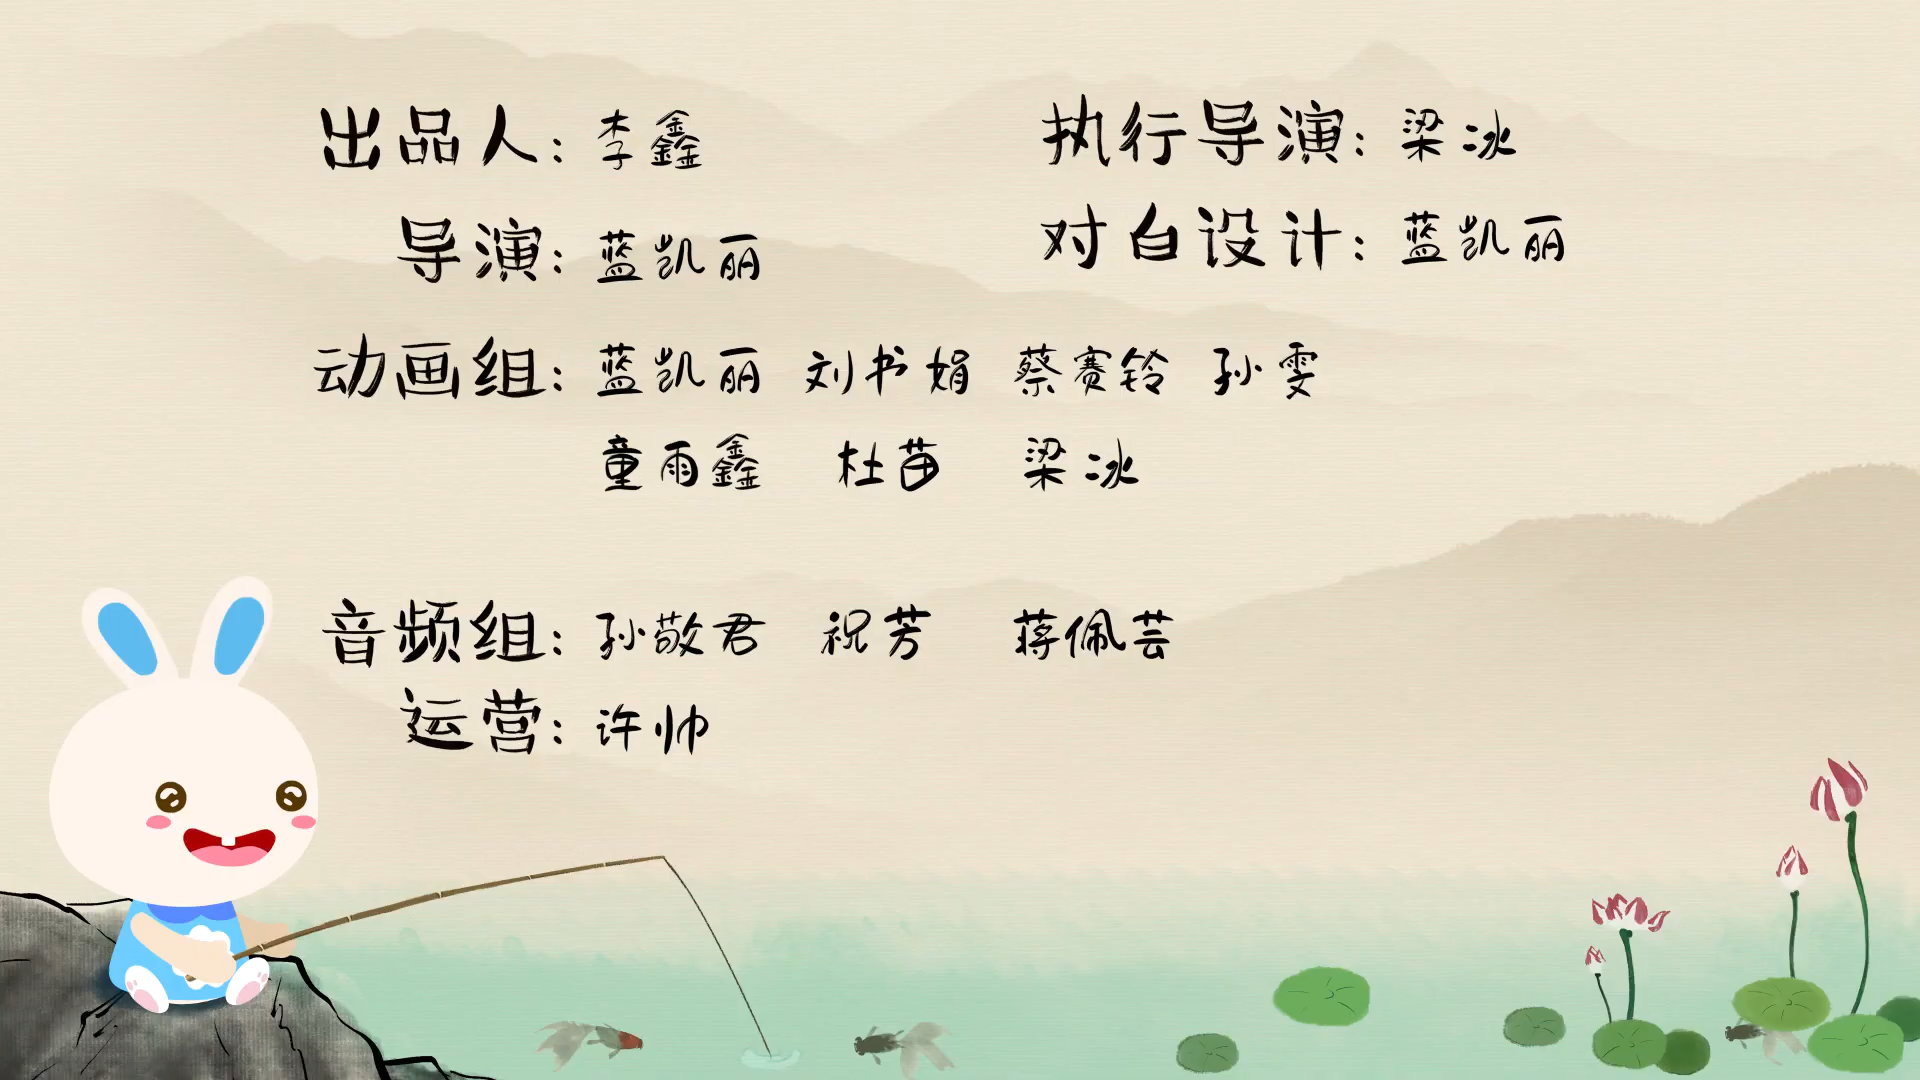 出品人：李鑫
执行导演：梁冰
导演：蓝凯丽
对白设计：蓝凯丽
动画组：蓝凯丽 刘书娟 蔡赛铃 孙雯
童雨鑫 杜苗 梁冰
音频组：孙敬君 祝芳 蒋佩芸
运营：许帅